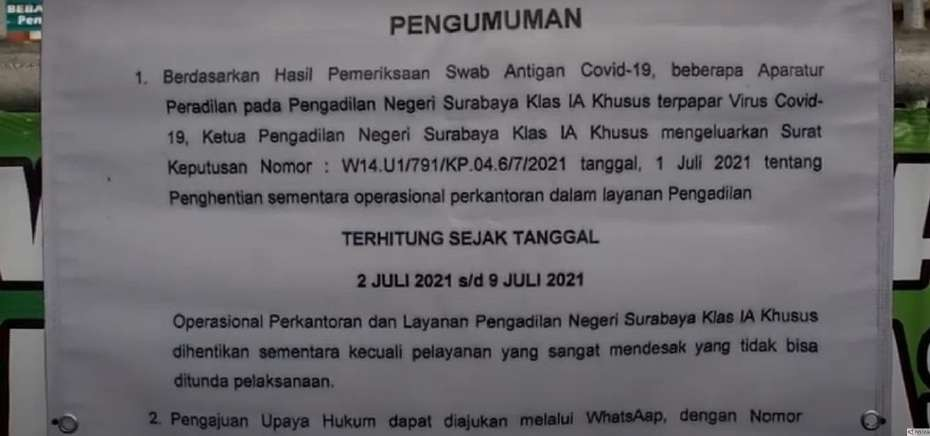 BEBA
Pen
PENGUMUMAN
1. Berdasarkan Hasil Pemeriksaan Swab Antigan Covid-19, beberapa Aparatur
Peradilan pada Pengadilan Negeri Surabaya Klas IA Khusus terpapar Virus Covid-
19, Ketua Pengadilan Negeri Surabaya Klas IA Khusus mengeluarkan Surat
Keputusan Nomor : W14.U1/791/KP.04.6/7/2021 tanggal, 1 Juli 2021 tentang
Penghentian sementara operasional perkantoran dalam layanan Pengadilan
TERHITUNG SEJAK TANGGAL
2 JULI 2021 s/d 9 JULI 2021
Operasional Perkantoran dan Layanan Pengadilan Negeri Surabaya Klas IA Khusus
dihentikan sementara kecuali pelayanan yang sangat mendesak yang tidak bisa
ditunda pelaksanaan.
2. Pengajuan Upaya Hukum dapat diajukan melalui WhatsAap, dengan Nomor